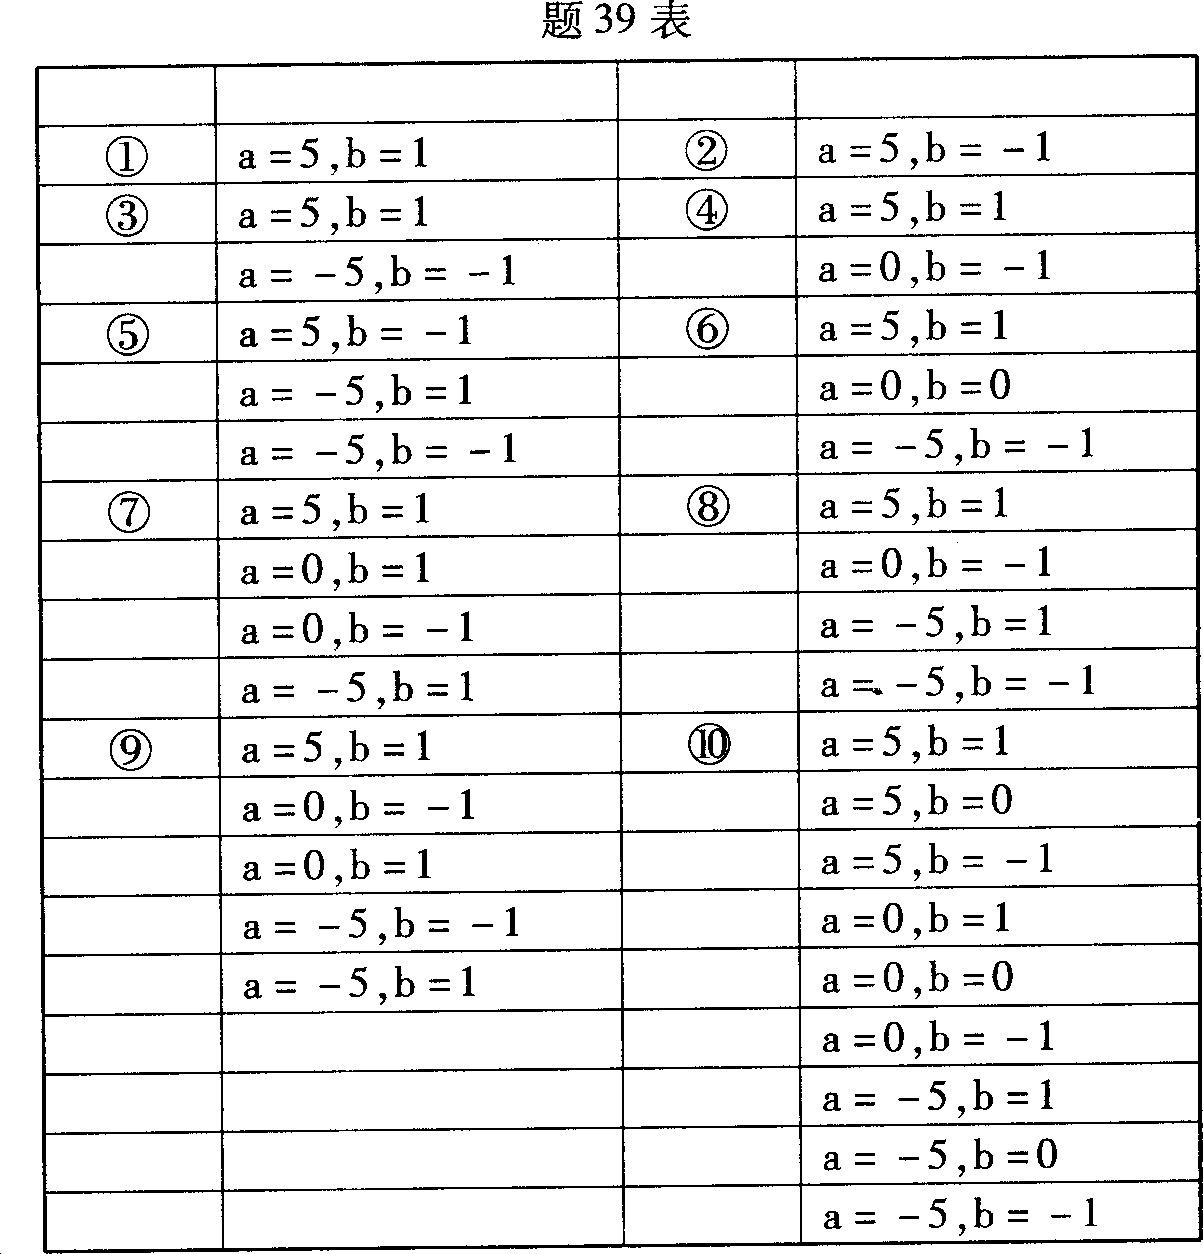 题 39 表
① a = 5 ,b = 1 ② a = 5 ,b = - 1
③ a = 5 ,b = 1 ④ a = 5 ,b = 1
a = - 5 ,b = - 1 a = 0 ,b = - 1
⑤ a = 5 ,b = - 1 ⑥ a = 5 ,b = 1
a = - 5 ,b = 1 a = 0 ,b = 0
a = - 5 ,b = - 1 a = - 5 ,b = - 1
⑦ a = 5 ,b = 1 ⑧ a = 5 ,b = 1
a = 0 ,b = 1 a = 0 ,b = - 1
a = 0 ,b = - 1 a = - 5 ,b = 1
a = - 5 ,b = 1 a = - 5 ,b = - 1
⑨ a = 5 ,b = 1 ⑩ a = 5 ,b = 1
a = 0 ,b = - 1 a = 5 ,b = 0
a = 0 ,b = 1 a = 5 ,b = - 1
a = - 5 ,b = - 1 a = 0 ,b = 1
a = - 5 ,b = 1 a = 0 ,b = 0
a = 0 ,b = - 1
a = - 5 ,b = 1
a = - 5 ,b = 0
a = - 5 ,b = - 1